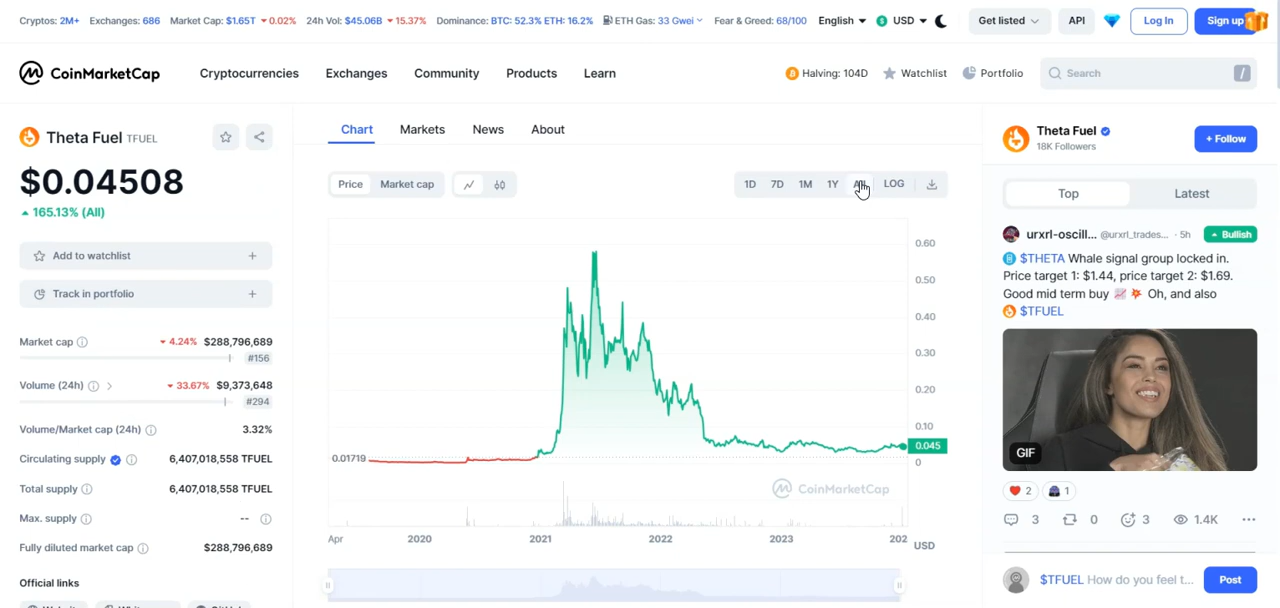 Cryptos: 2M+ Exchanges: 686 Market Cap: $1.65T 0.02% 24h Vol: $45.06B 15.37% Dominance: BTC: 52.3% ETH: 16.2% ETH Gas: 33 Gwei Fear & Greed: 68/100 English USD Get listed API Log In Sign up
CoinMarketCap Cryptocurrencies Exchanges Community Products Learn Halving: 104D Watchlist Portfolio Search /
Theta Fuel TFUEL
$0.04508
165.13% (All)
Add to watchlist +
Track in portfolio +
Market cap 4.24% $288,796,689
#156
Volume (24h) 33.67% $9,373,648
#294
Volume/Market cap (24h) 3.32%
Circulating supply 6,407,018,558 TFUEL
Total supply 6,407,018,558 TFUEL
Max. supply --
Fully diluted market cap $288,796,689
Official links
Chart Markets News About
Price Market cap 1D 7D 1M 1Y LOG
0.60
0.50
0.40
0.30
0.20
0.10
0.045
0.01719 0
CoinMarketCap
Apr 2020 2021 2022 2023 202 USD
Theta Fuel
18K Followers
+ Follow
Top Latest
urxrl-oscill... @urxrl_trades... · 5h Bullish
$THETA Whale signal group locked in.
Price target 1: $1.44, price target 2: $1.69.
Good mid term buy Oh, and also
$TFUEL
GIF
2 1
3 0 3 1.4K
$TFUEL How do you feel t... Post